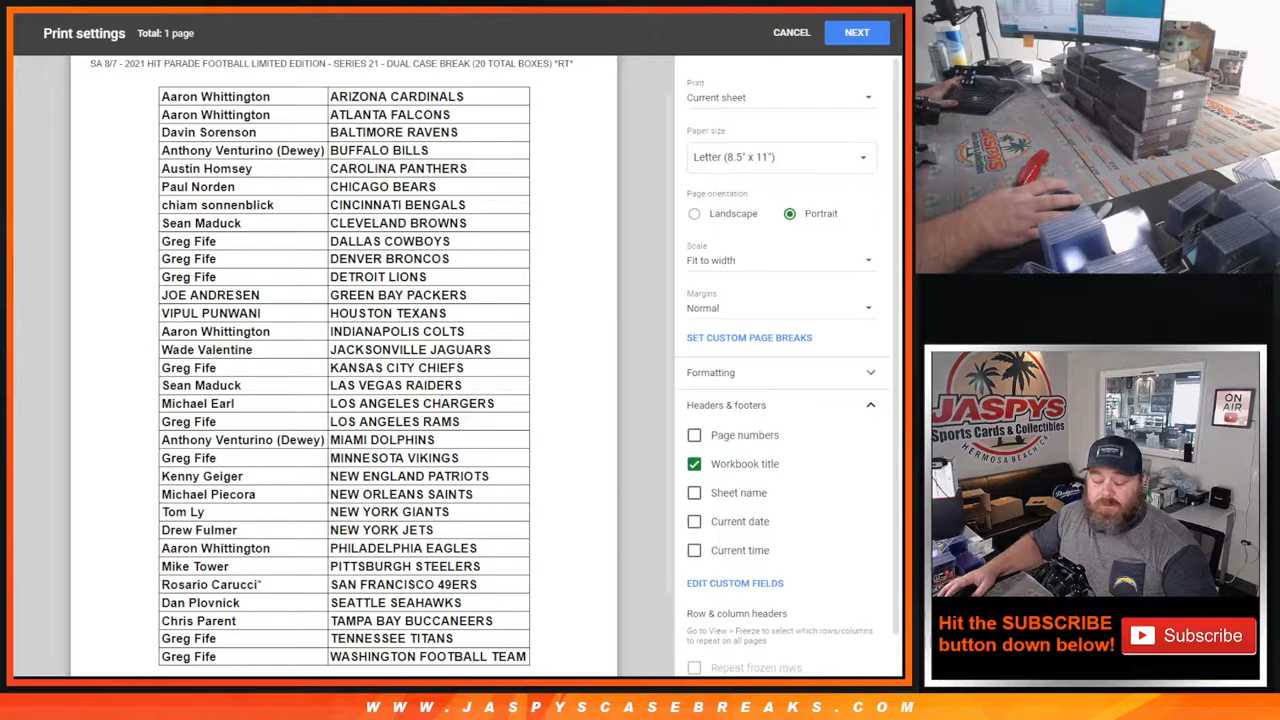 Print settings Total: 1 page CANCEL NEXT
SA 8/7 - 2021 HIT PARADE FOOTBALL LIMITED EDITION - SERIES 21 - DUAL CASE BREAK (20 TOTAL BOXES) *RT*
Aaron Whittington ARIZONA CARDINALS
Aaron Whittington ATLANTA FALCONS
Davin Sorenson BALTIMORE RAVENS
Anthony Venturino (Dewey) BUFFALO BILLS
Austin Homsey CAROLINA PANTHERS
Paul Norden CHICAGO BEARS
chiam sonnenblick CINCINNATI BENGALS
Sean Maduck CLEVELAND BROWNS
Greg Fife DALLAS COWBOYS
Greg Fife DENVER BRONCOS
Greg Fife DETROIT LIONS
JOE ANDRESEN GREEN BAY PACKERS
VIPUL PUNWANI HOUSTON TEXANS
Aaron Whittington INDIANAPOLIS COLTS
Wade Valentine JACKSONVILLE JAGUARS
Greg Fife KANSAS CITY CHIEFS
Sean Maduck LAS VEGAS RAIDERS
Michael Earl LOS ANGELES CHARGERS
Greg Fife LOS ANGELES RAMS
Anthony Venturino (Dewey) MIAMI DOLPHINS
Greg Fife MINNESOTA VIKINGS
Kenny Geiger NEW ENGLAND PATRIOTS
Michael Piecora NEW ORLEANS SAINTS
Tom Ly NEW YORK GIANTS
Drew Fulmer NEW YORK JETS
Aaron Whittington PHILADELPHIA EAGLES
Mike Tower PITTSBURGH STEELERS
Rosario Carucci* SAN FRANCISCO 49ERS
Dan Plovnick SEATTLE SEAHAWKS
Chris Parent TAMPA BAY BUCCANEERS
Greg Fife TENNESSEE TITANS
Greg Fife WASHINGTON FOOTBALL TEAM
Print
Current sheet
Paper size
Letter (8.5" x 11")
Page orientation
Landscape Portrait
Scale
Fit to width
Margins
Normal
SET CUSTOM PAGE BREAKS
Formatting
Headers & footers
Page numbers
Workbook title
Sheet name
Current date
Current time
EDIT CUSTOM FIELDS
Row & column headers
Go to View > Freeze to select which rows/columns
to repeat on all pages
Repeat frozen rows
JASPYS
JASPYS
Sports Cards & Collectibles
HERMOSA BEACH CA
ON
AIR
Hit the SUBSCRIBE
button down below!
Subscribe
WWW.JASPYSCASEBREAKS.COM